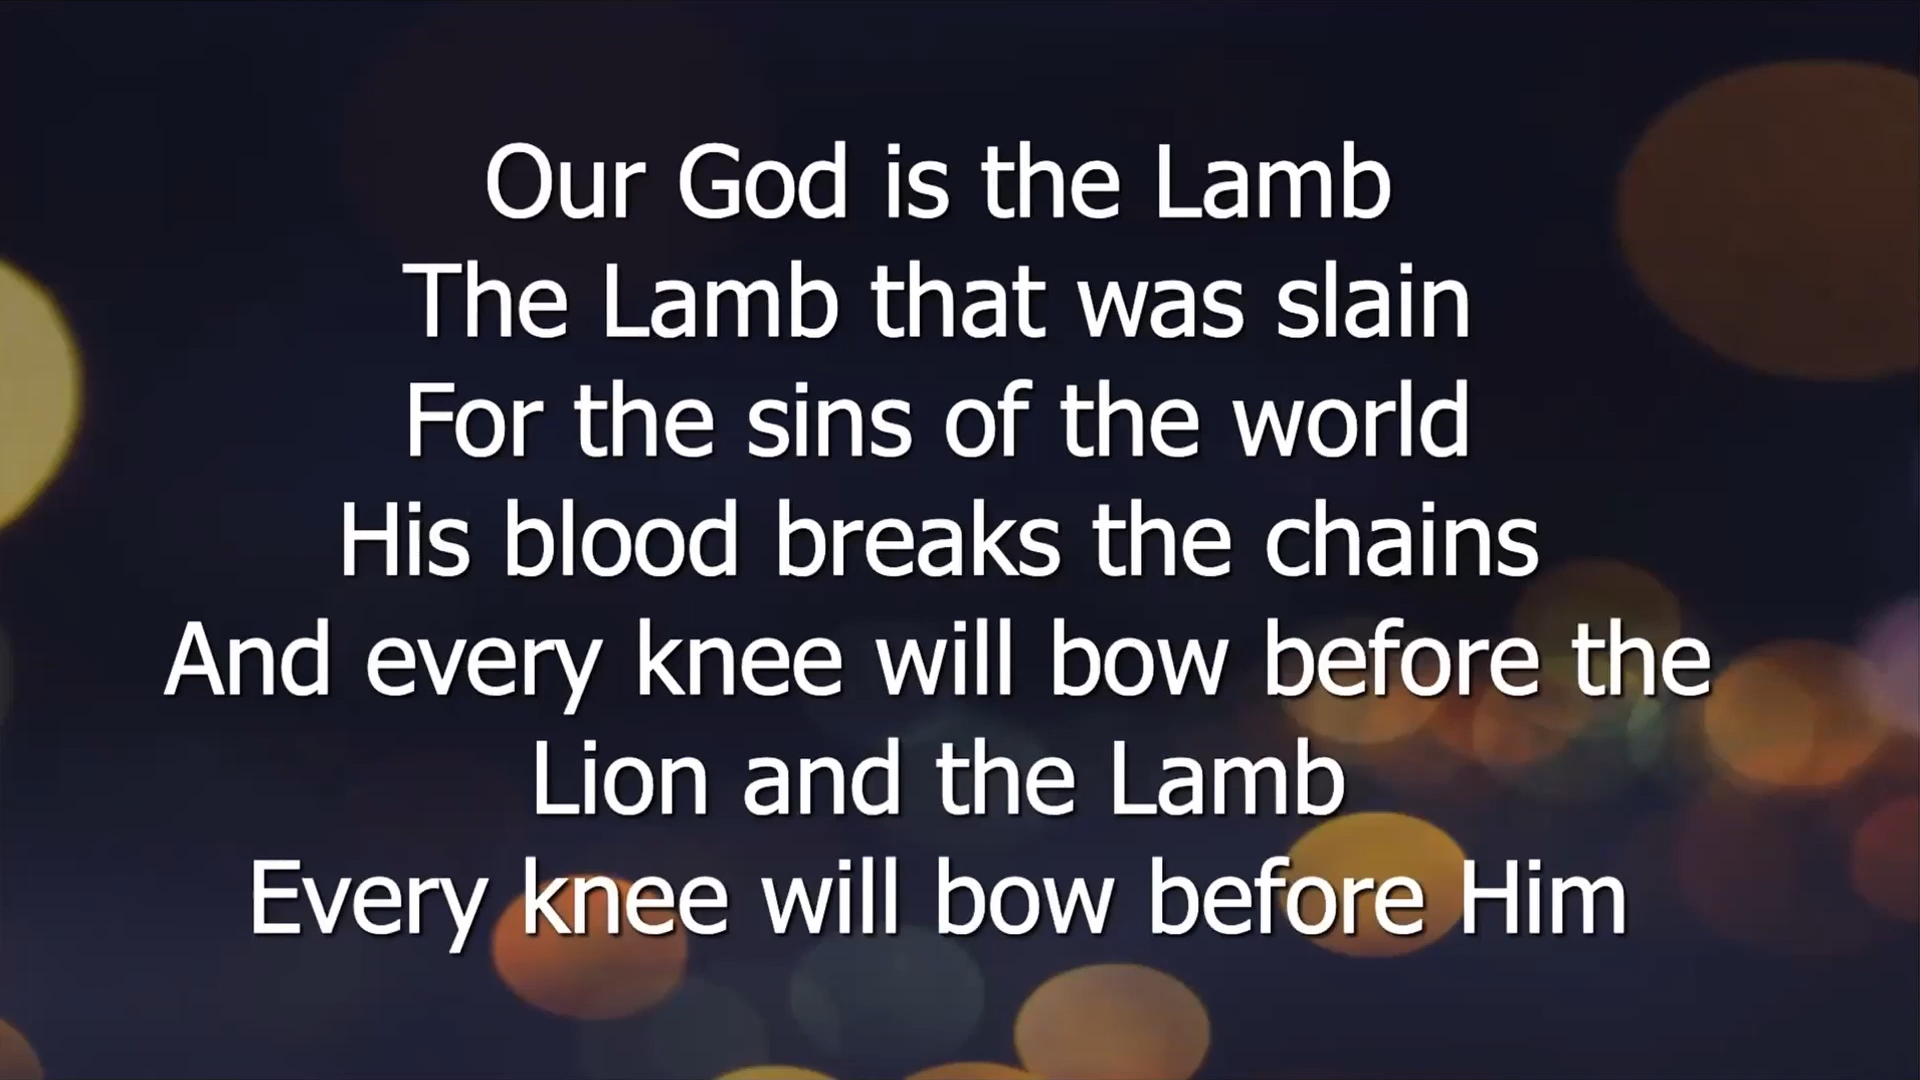 Our God is the Lamb
The Lamb that was slain
For the sins of the world
His blood breaks the chains
And every knee will bow before the
Lion and the Lamb
Every knee will bow before Him